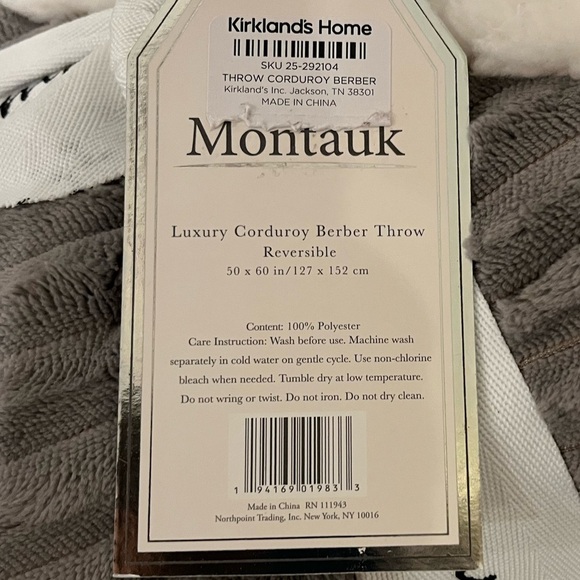 Kirkland's Home
SKU 25-292104
THROW CORDUROY BERBER
Kirkland's Inc. Jackson, TN 38301
MADE IN CHINA
Montauk
Luxury Corduroy Berber Throw
Reversible
50 x 60 in/127 x 152 cm
Content: 100% Polyester
Care Instruction: Wash before use. Machine wash
separately in cold water on gentle cycle. Use non-chlorine
bleach when needed. Tumble dry at low temperature.
Do not wring or twist. Do not iron. Do not dry clean.
1 94169 01983 3
Made in China RN 111943
Northpoint Trading, Inc. New York, NY 10016